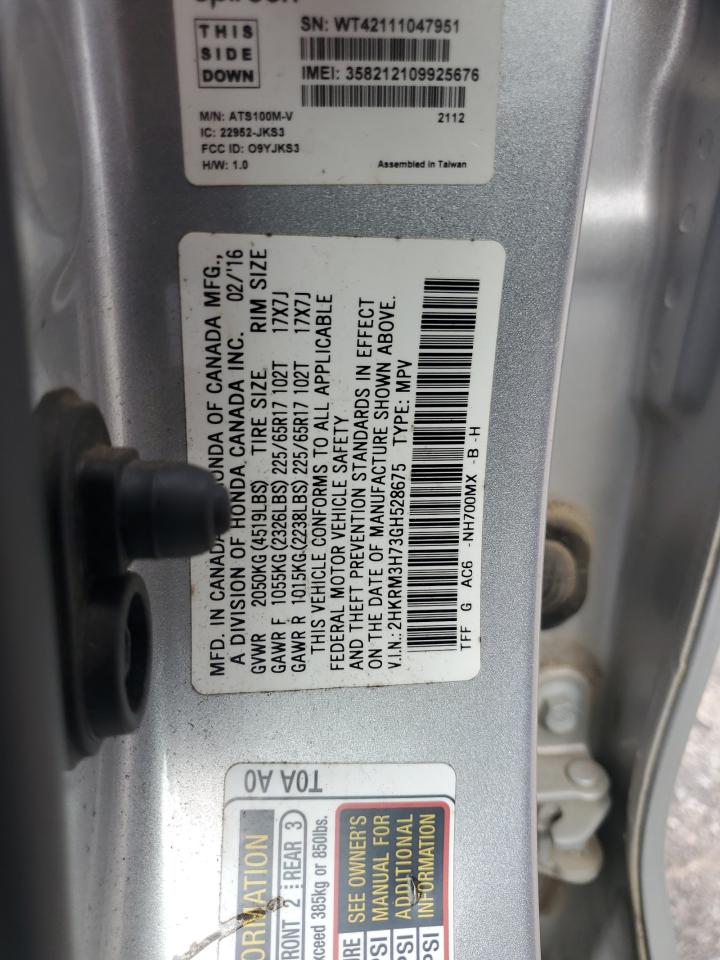 SN: WT42111047951
THIS
SIDE
DOWN
IMEI: 358212109925676
M/N: ATS100M-V
2112
IC: 22952-JKS3
FCC ID: O9YJKS3
H/W: 1.0
Assembled in Taiwan
MFD. IN CANADA HONDA OF CANADA MFG.,
A DIVISION OF HONDA CANADA INC. 02/'16
GVWR 2050KG(4519LBS) TIRE SIZE RIM SIZE
GAWR F 1055KG(2326LBS) 225/65R17 102T 17X7J
GAWR R 1015KG(2238LBS) 225/65R17 102T 17X7J
THIS VEHICLE CONFORMS TO ALL APPLICABLE
FEDERAL MOTOR VEHICLE SAFETY
AND THEFT PREVENTION STANDARDS IN EFFECT
ON THE DATE OF MANUFACTURE SHOWN ABOVE.
V.I.N.: 2HKRM3H73GH528675 TYPE: MPV
TFF G AC6 -NH700MX -B -H
T0A A0
FRONT 2 REAR 3
exceed 385kg or 850lbs.
SEE OWNER'S
MANUAL FOR
ADDITIONAL
INFORMATION
PSI
PSI
PSI